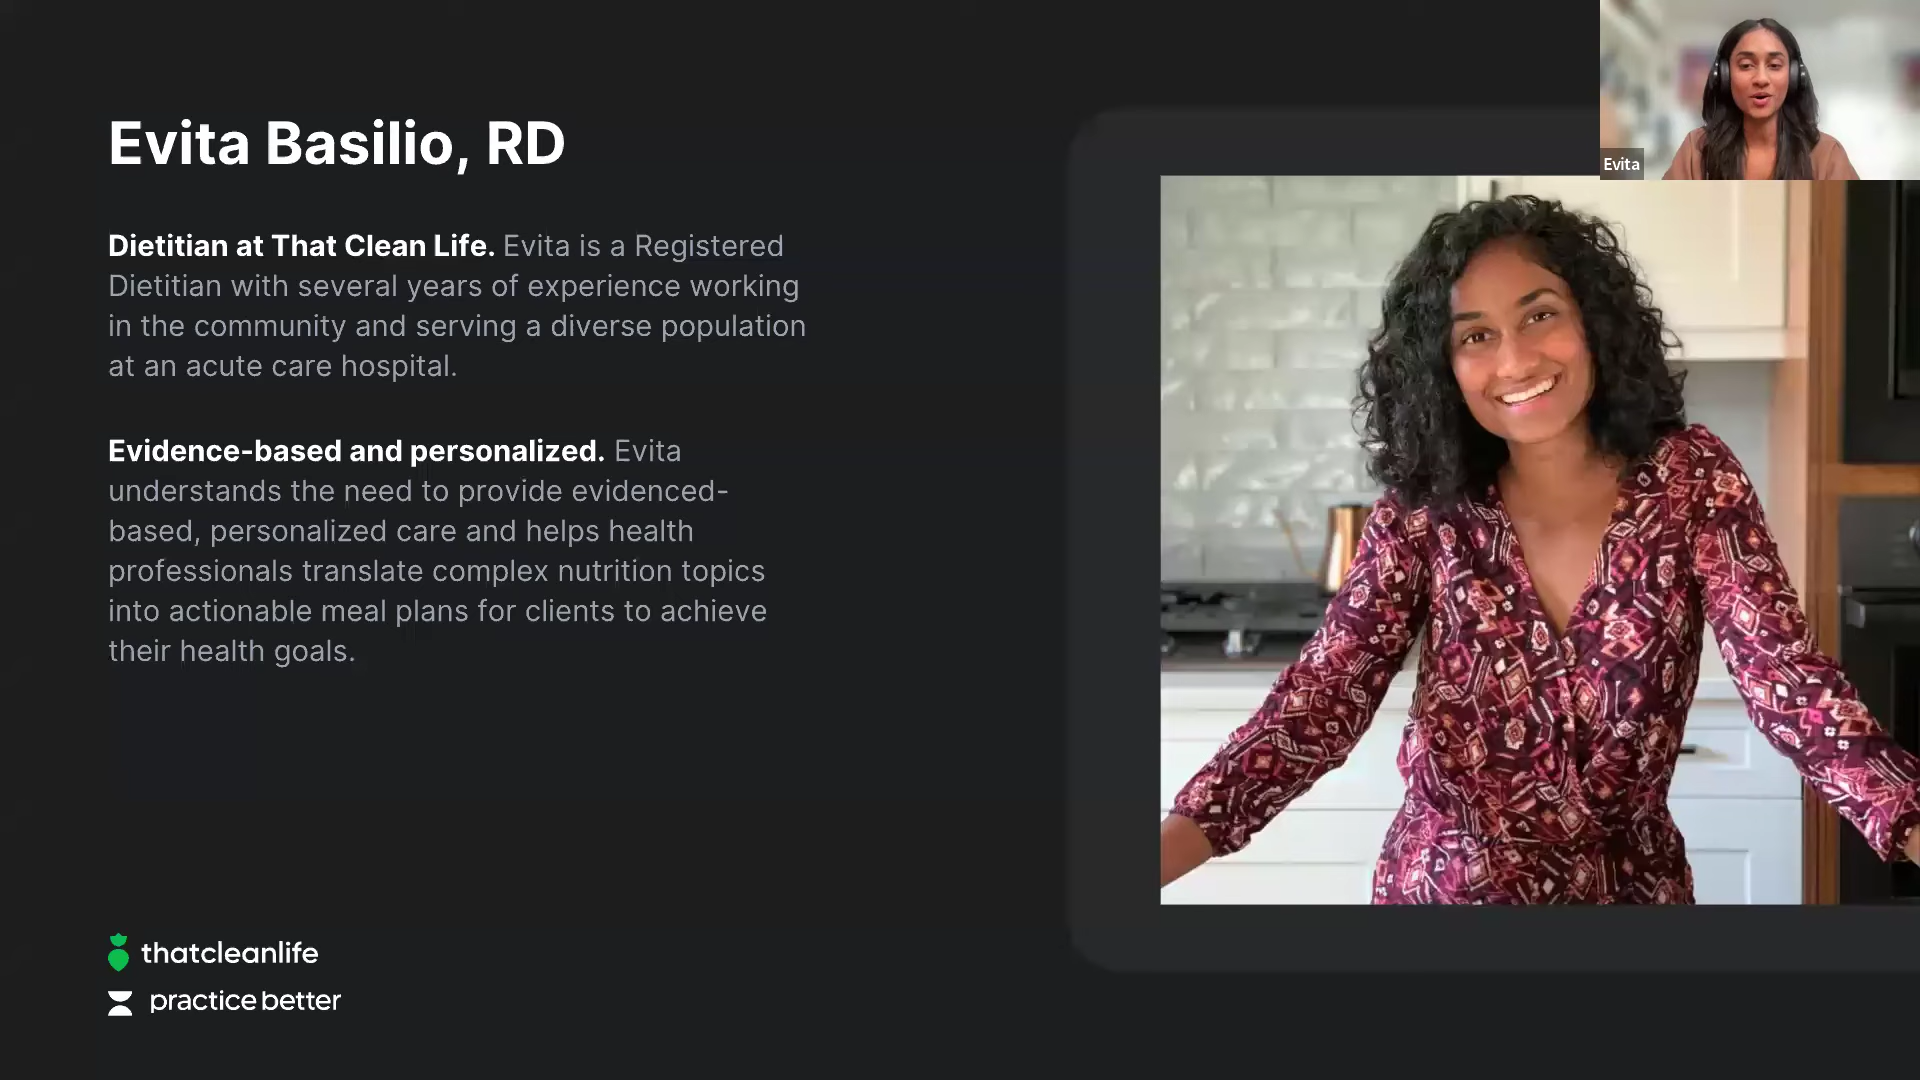 Evita Basilio, RD
Dietitian at That Clean Life. Evita is a Registered
Dietitian with several years of experience working
in the community and serving a diverse population
at an acute care hospital.
Evidence-based and personalized. Evita
understands the need to provide evidenced-
based, personalized care and helps health
professionals translate complex nutrition topics
into actionable meal plans for clients to achieve
their health goals.
thatcleanlife
practice better
Evita